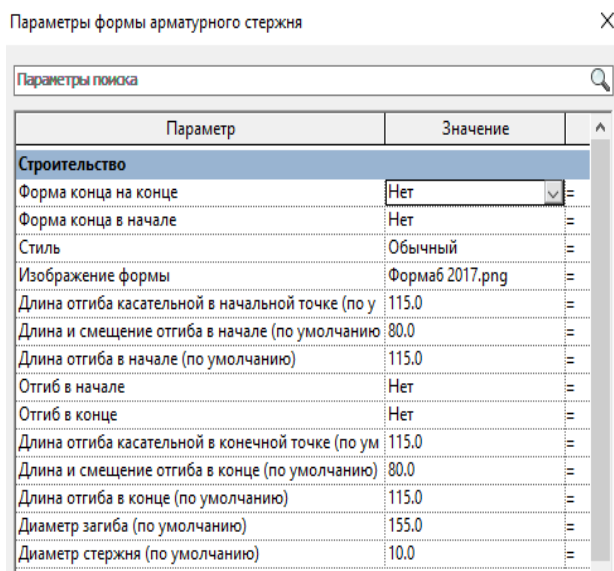 Параметры формы арматурного стержня
Параметры поиска
Параметр Значение
Строительство
Форма конца на конце Нет =
Форма конца в начале Нет =
Стиль Обычный =
Изображение формы Форма6 2017.png =
Длина отгиба касательной в начальной точке (по у 115.0 =
Длина и смещение отгиба в начале (по умолчанию 80.0 =
Длина отгиба в начале (по умолчанию) 115.0 =
Отгиб в начале Нет =
Отгиб в конце Нет =
Длина отгиба касательной в конечной точке (по ум 115.0 =
Длина и смещение отгиба в конце (по умолчанию) 80.0 =
Длина отгиба в конце (по умолчанию) 115.0 =
Диаметр загиба (по умолчанию) 155.0 =
Диаметр стержня (по умолчанию) 10.0 =